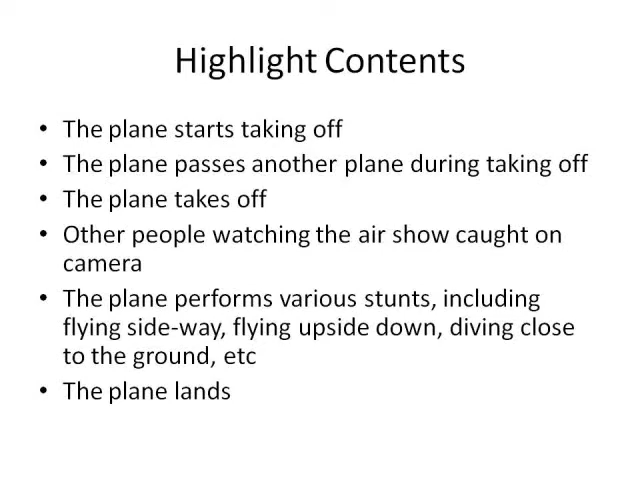 Highlight Contents
• The plane starts taking off
• The plane passes another plane during taking off
• The plane takes off
• Other people watching the air show caught on
camera
• The plane performs various stunts, including
flying side-way, flying upside down, diving close
to the ground, etc
• The plane lands